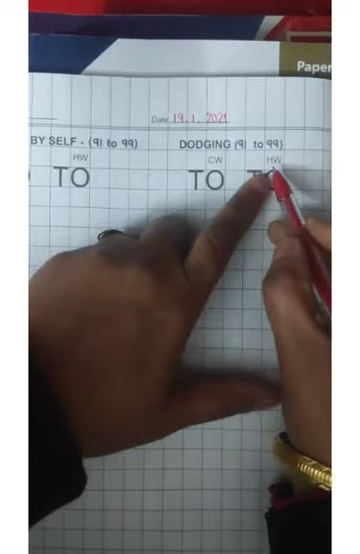 Paper
Date 19.1.2021
BY SELF - (91 to 99) DODGING (91 to 99)
HW CW HW
TO TO TO